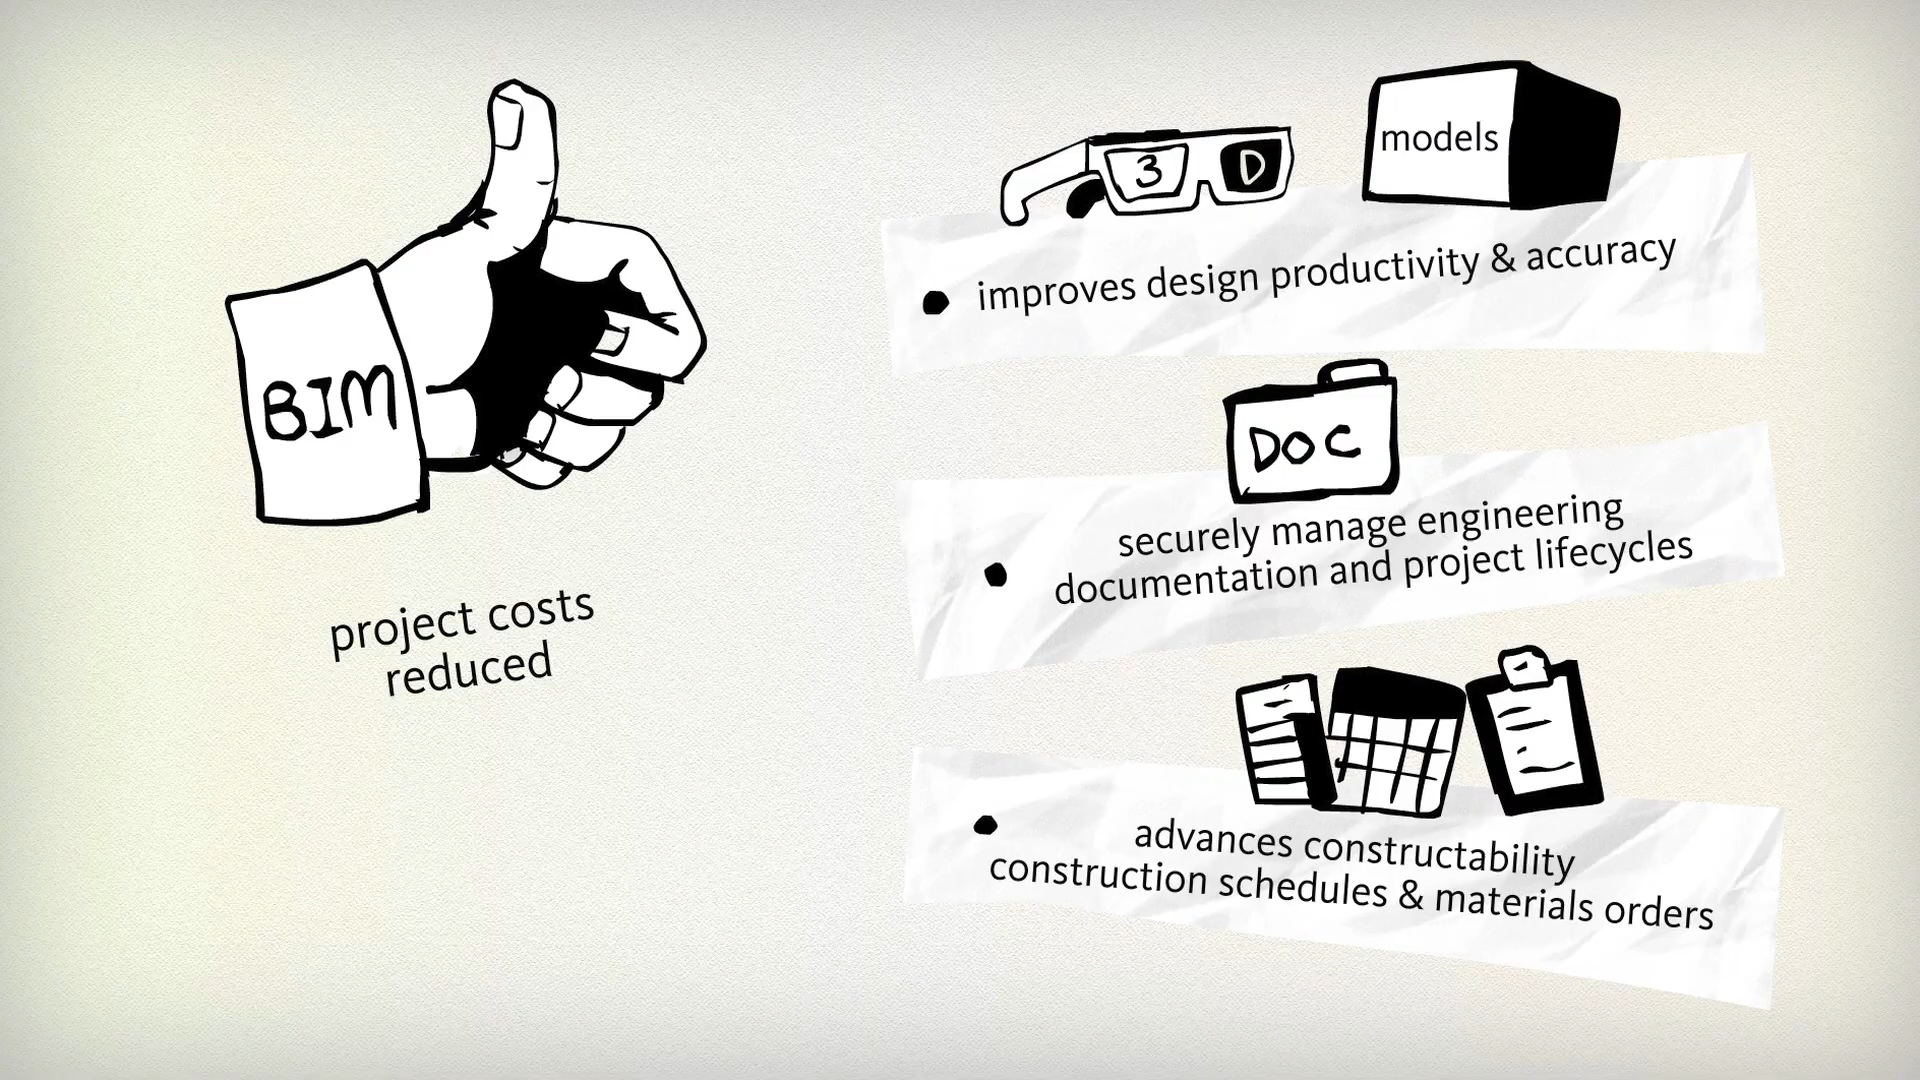 BIM
project costs
reduced
3 D
models
improves design productivity & accuracy
DOC
securely manage engineering
documentation and project lifecycles
advances constructability
construction schedules & materials orders